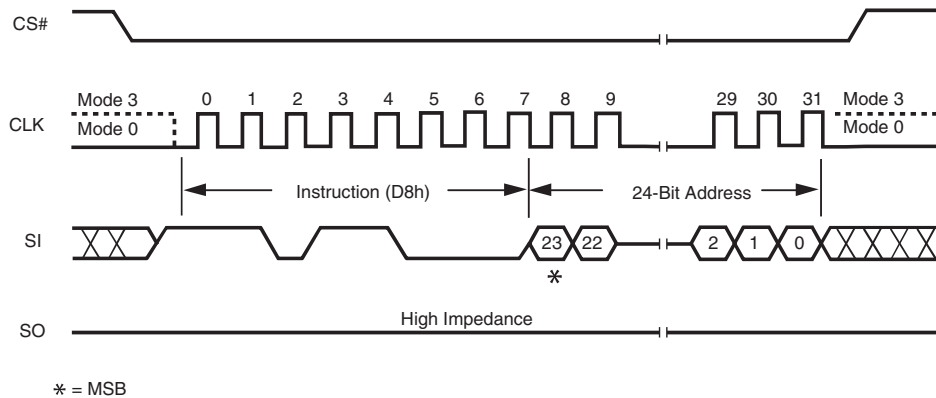 CS#
Mode 3
Mode 0
CLK
0 1 2 3 4 5 6 7 8 9 29 30 31
Mode 3
Mode 0
Instruction (D8h)
24-Bit Address
SI
23 22 2 1 0
*
SO
High Impedance
* = MSB